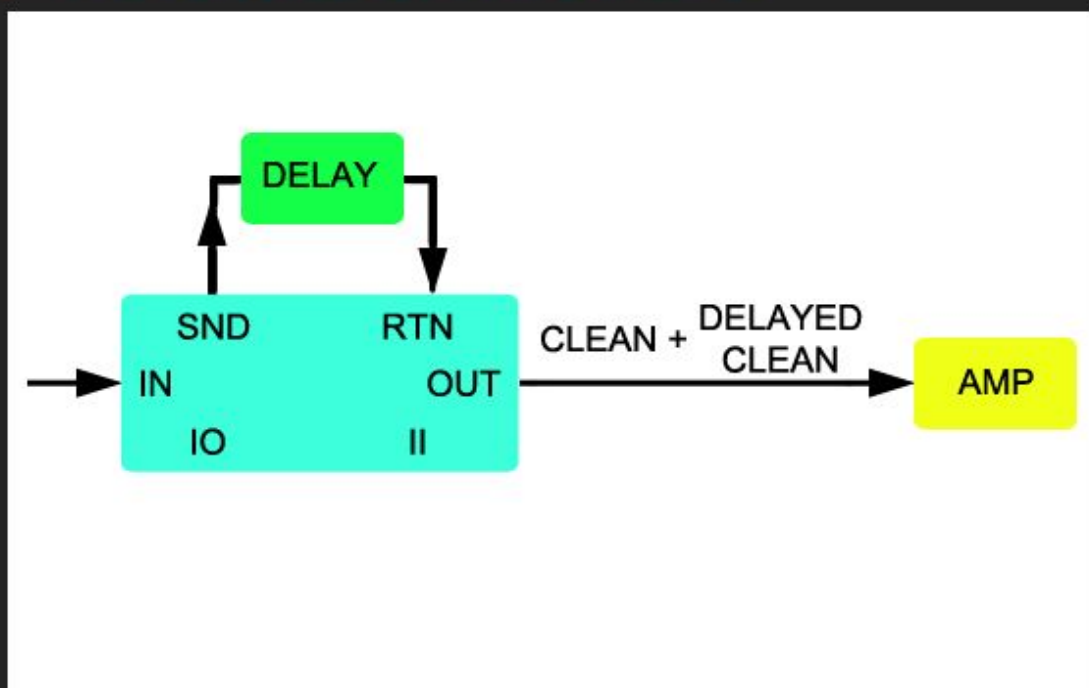 DELAY
SND
RTN
IN
OUT
IO
II
CLEAN +
DELAYED
CLEAN
AMP